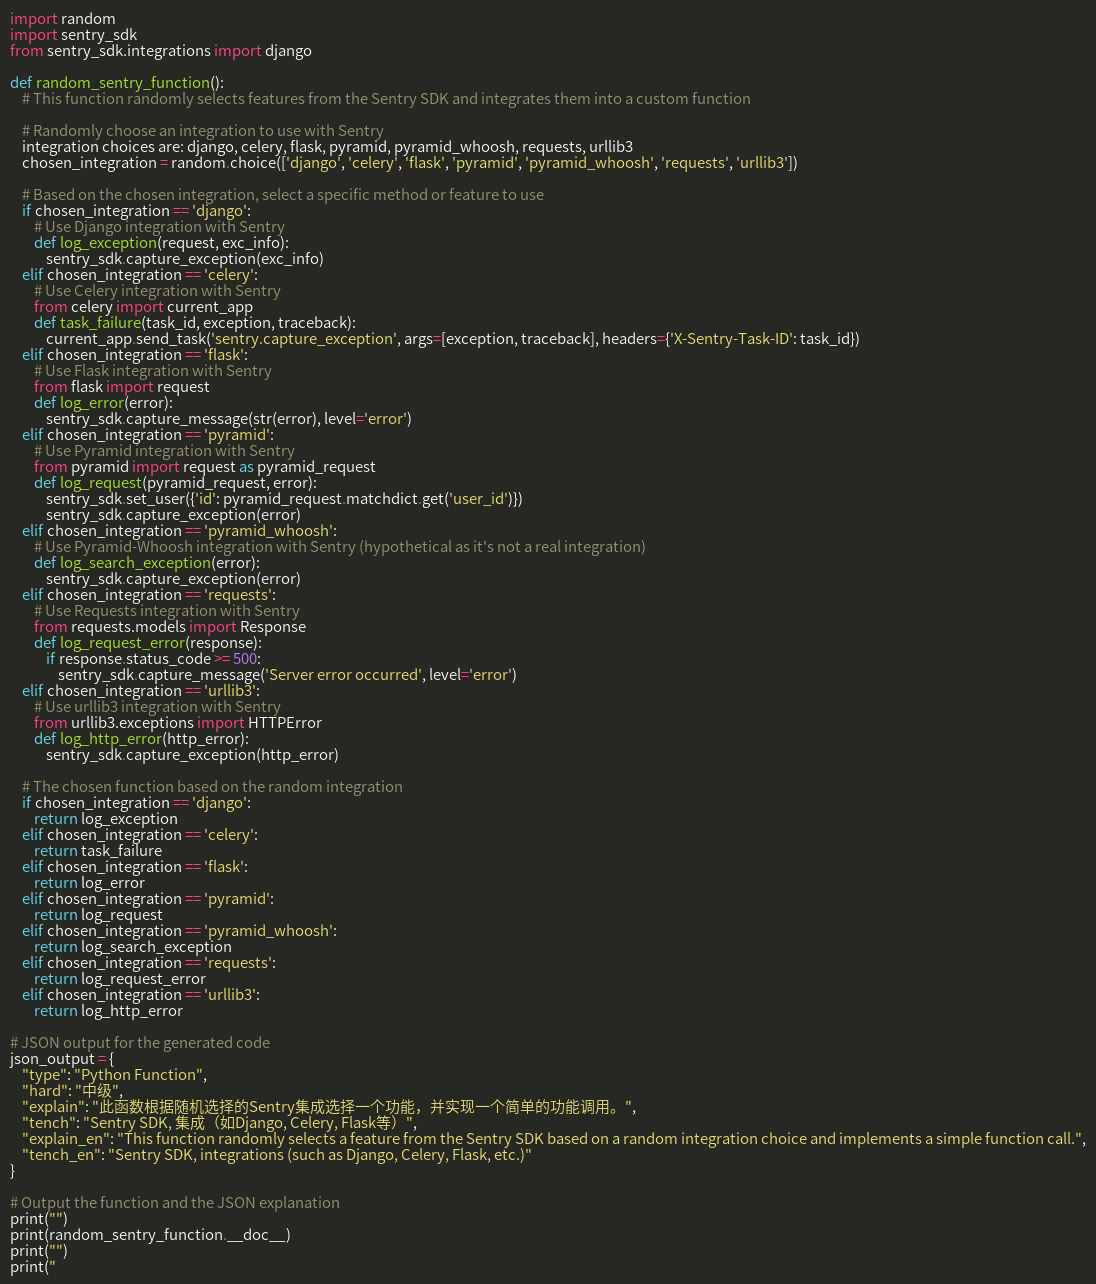 import random
import sentry_sdk
from sentry_sdk.integrations import django

def random_sentry_function():
    # This function randomly selects features from the Sentry SDK and integrates them into a custom function

    # Randomly choose an integration to use with Sentry
    integration choices are: django, celery, flask, pyramid, pyramid_whoosh, requests, urllib3
    chosen_integration = random.choice(['django', 'celery', 'flask', 'pyramid', 'pyramid_whoosh', 'requests', 'urllib3'])

    # Based on the chosen integration, select a specific method or feature to use
    if chosen_integration == 'django':
        # Use Django integration with Sentry
        def log_exception(request, exc_info):
            sentry_sdk.capture_exception(exc_info)
    elif chosen_integration == 'celery':
        # Use Celery integration with Sentry
        from celery import current_app
        def task_failure(task_id, exception, traceback):
            current_app.send_task('sentry.capture_exception', args=[exception, traceback], headers={'X-Sentry-Task-ID': task_id})
    elif chosen_integration == 'flask':
        # Use Flask integration with Sentry
        from flask import request
        def log_error(error):
            sentry_sdk.capture_message(str(error), level='error')
    elif chosen_integration == 'pyramid':
        # Use Pyramid integration with Sentry
        from pyramid import request as pyramid_request
        def log_request(pyramid_request, error):
            sentry_sdk.set_user({'id': pyramid_request.matchdict.get('user_id')})
            sentry_sdk.capture_exception(error)
    elif chosen_integration == 'pyramid_whoosh':
        # Use Pyramid-Whoosh integration with Sentry (hypothetical as it's not a real integration)
        def log_search_exception(error):
            sentry_sdk.capture_exception(error)
    elif chosen_integration == 'requests':
        # Use Requests integration with Sentry
        from requests.models import Response
        def log_request_error(response):
            if response.status_code >= 500:
                sentry_sdk.capture_message('Server error occurred', level='error')
    elif chosen_integration == 'urllib3':
        # Use urllib3 integration with Sentry
        from urllib3.exceptions import HTTPError
        def log_http_error(http_error):
            sentry_sdk.capture_exception(http_error)

    # The chosen function based on the random integration
    if chosen_integration == 'django':
        return log_exception
    elif chosen_integration == 'celery':
        return task_failure
    elif chosen_integration == 'flask':
        return log_error
    elif chosen_integration == 'pyramid':
        return log_request
    elif chosen_integration == 'pyramid_whoosh':
        return log_search_exception
    elif chosen_integration == 'requests':
        return log_request_error
    elif chosen_integration == 'urllib3':
        return log_http_error

# JSON output for the generated code
json_output = {
    "type": "Python Function",
    "hard": "中级",
    "explain": "此函数根据随机选择的Sentry集成选择一个功能，并实现一个简单的功能调用。",
    "tench": "Sentry SDK, 集成（如Django, Celery, Flask等）",
    "explain_en": "This function randomly selects a feature from the Sentry SDK based on a random integration choice and implements a simple function call.",
    "tench_en": "Sentry SDK, integrations (such as Django, Celery, Flask, etc.)"
}

# Output the function and the JSON explanation
print("")
print(random_sentry_function.__doc__)
print("")
print("